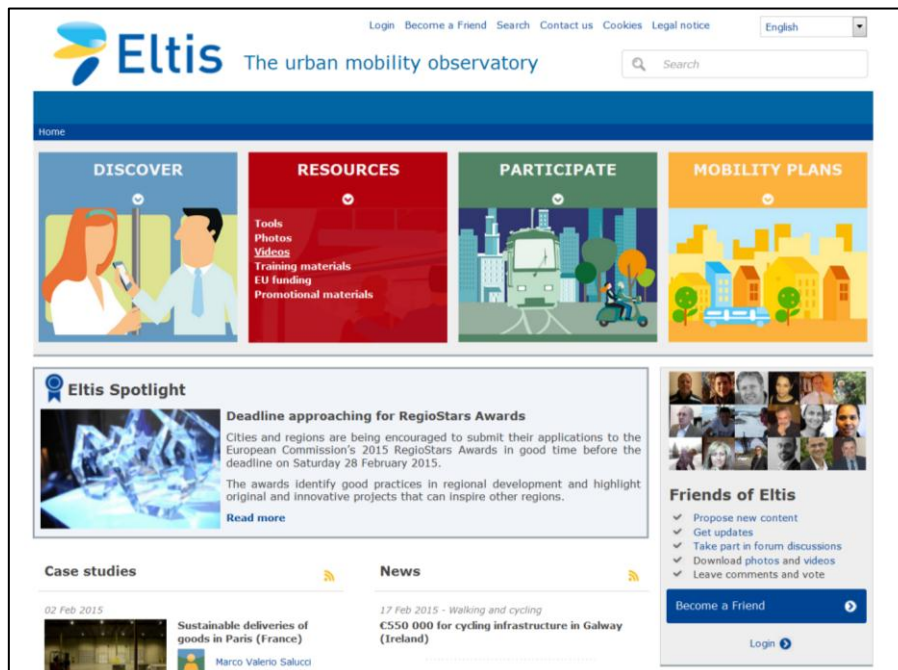 Login Become a Friend Search Contact us Cookies Legal notice
English
Eltis The urban mobility observatory
Search
Home
DISCOVER
RESOURCES
Tools
Photos
Videos
Training materials
EU funding
Promotional materials
PARTICIPATE
MOBILITY PLANS
Eltis Spotlight
Deadline approaching for RegioStars Awards
Cities and regions are being encouraged to submit their applications to the
European Commission's 2015 RegioStars Awards in good time before the
deadline on Saturday 28 February 2015.
The awards identify good practices in regional development and highlight
original and innovative projects that can inspire other regions.
Read more
Friends of Eltis
Propose new content
Get updates
Take part in forum discussions
Download photos and videos
Leave comments and vote
Become a Friend
Login
Case studies
02 Feb 2015
Sustainable deliveries of
goods in Paris (France)
Marco Valerio Salucci
News
17 Feb 2015 - Walking and cycling
€550 000 for cycling infrastructure in Galway
(Ireland)